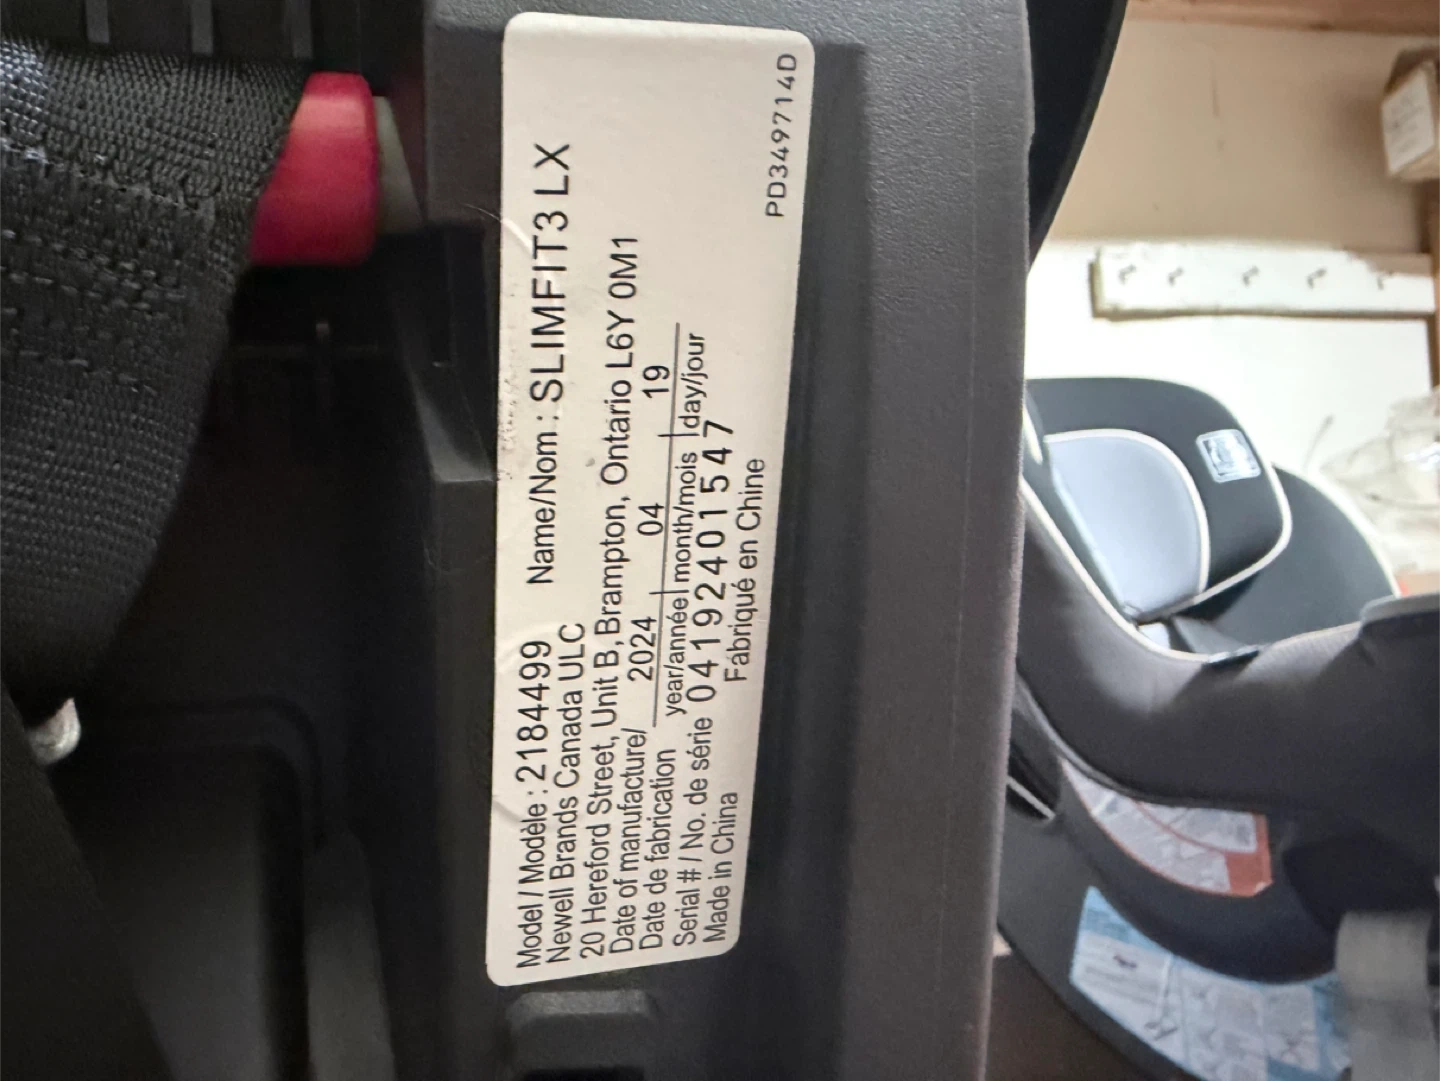 Model / Modèle : 2184499 Name/Nom : SLIMFIT3 LX
Newell Brands Canada ULC
20 Hereford Street, Unit B, Brampton, Ontario L6Y 0M1
Date of manufacture/ 2024 04 19
Date de fabrication year/année month/mois day/jour
Serial # / No. de série 04192401547
Made in China Fabriqué en Chine
PD349714D